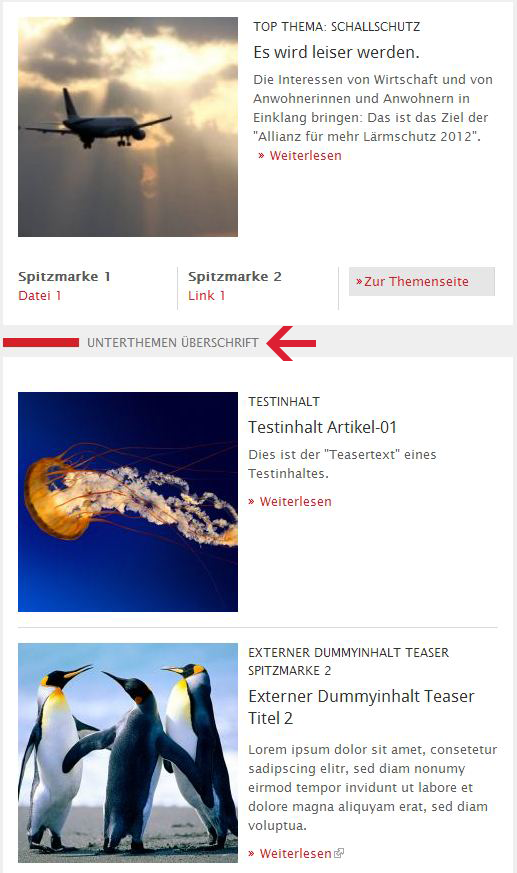 TOP THEMA: SCHALLSCHUTZ
Es wird leiser werden.
Die Interessen von Wirtschaft und von
Anwohnerinnen und Anwohnern in
Einklang bringen: Das ist das Ziel der
"Allianz für mehr Lärmschutz 2012".
» Weiterlesen
Spitzmarke 1
Datei 1
Spitzmarke 2
Link 1
»Zur Themenseite
UNTERTHEMEN ÜBERSCHRIFT
TESTINHALT
Testinhalt Artikel-01
Dies ist der "Teasertext" eines
Testinhaltes.
» Weiterlesen
EXTERNER DUMMYINHALT TEASER
SPITZMARKE 2
Externer Dummyinhalt Teaser
Titel 2
Lorem ipsum dolor sit amet, consetetur
sadipscing elitr, sed diam nonumy
eirmod tempor invidunt ut labore et
dolore magna aliquyam erat, sed diam
voluptua.
» Weiterlesen